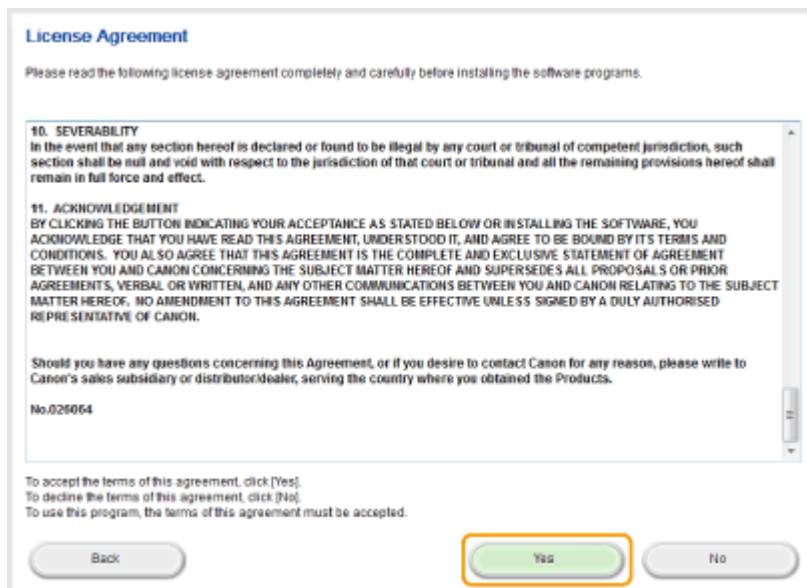 License Agreement
Please read the following license agreement completely and carefully before installing the software programs.
10. SEVERABILITY
In the event that any section hereof is declared or found to be illegal by any court or tribunal of competent jurisdiction, such
section shall be null and void with respect to the jurisdiction of that court or tribunal and all the remaining provisions hereof shall
remain in full force and effect.
11. ACKNOWLEDGEMENT
BY CLICKING THE BUTTON INDICATING YOUR ACCEPTANCE AS STATED BELOW OR INSTALLING THE SOFTWARE, YOU
ACKNOWLEDGE THAT YOU HAVE READ THIS AGREEMENT, UNDERSTOOD IT, AND AGREE TO BE BOUND BY ITS TERMS AND
CONDITIONS. YOU ALSO AGREE THAT THIS AGREEMENT IS THE COMPLETE AND EXCLUSIVE STATEMENT OF AGREEMENT
BETWEEN YOU AND CANON CONCERNING THE SUBJECT MATTER HEREOF AND SUPERSEDES ALL PROPOSALS OR PRIOR
AGREEMENTS, VERBAL OR WRITTEN, AND ANY OTHER COMMUNICATIONS BETWEEN YOU AND CANON RELATING TO THE SUBJECT
MATTER HEREOF. NO AMENDMENT TO THIS AGREEMENT SHALL BE EFFECTIVE UNLESS SIGNED BY A DULY AUTHORISED
REPRESENTATIVE OF CANON.
Should you have any questions concerning this Agreement, or if you desire to contact Canon for any reason, please write to
Canon's sales subsidiary or distributor/dealer, serving the country where you obtained the Products.
No.026064
To accept the terms of this agreement, click [Yes].
To decline the terms of this agreement, click [No].
To use this program, the terms of this agreement must be accepted.
Back Yes No